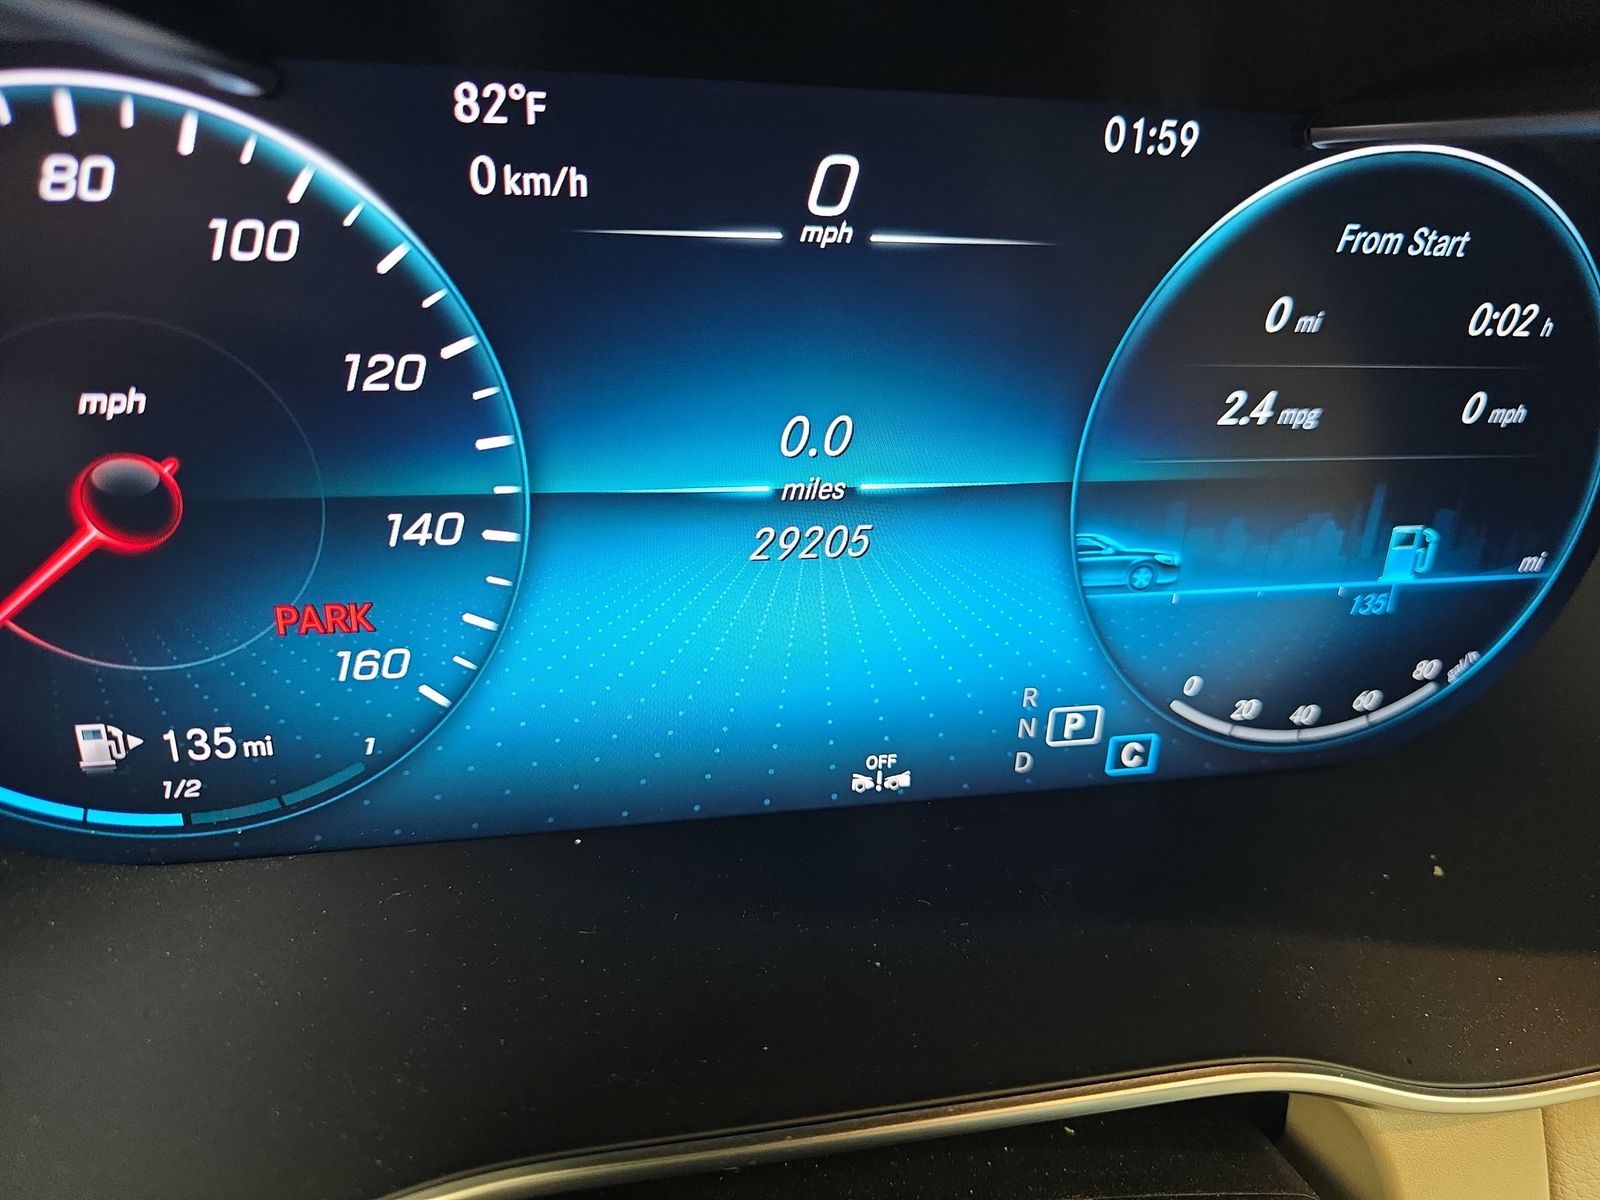 82°F
01:59
0 km/h
0
mph
80
100
120
140
160
mph
PARK
135 mi
1/2
1
0.0
miles
29205
From Start
0 mi
0:02 h
2.4 mpg
0 mph
mi
135
0
20
40
60
80
gal/h
R
N
D
P
C
OFF